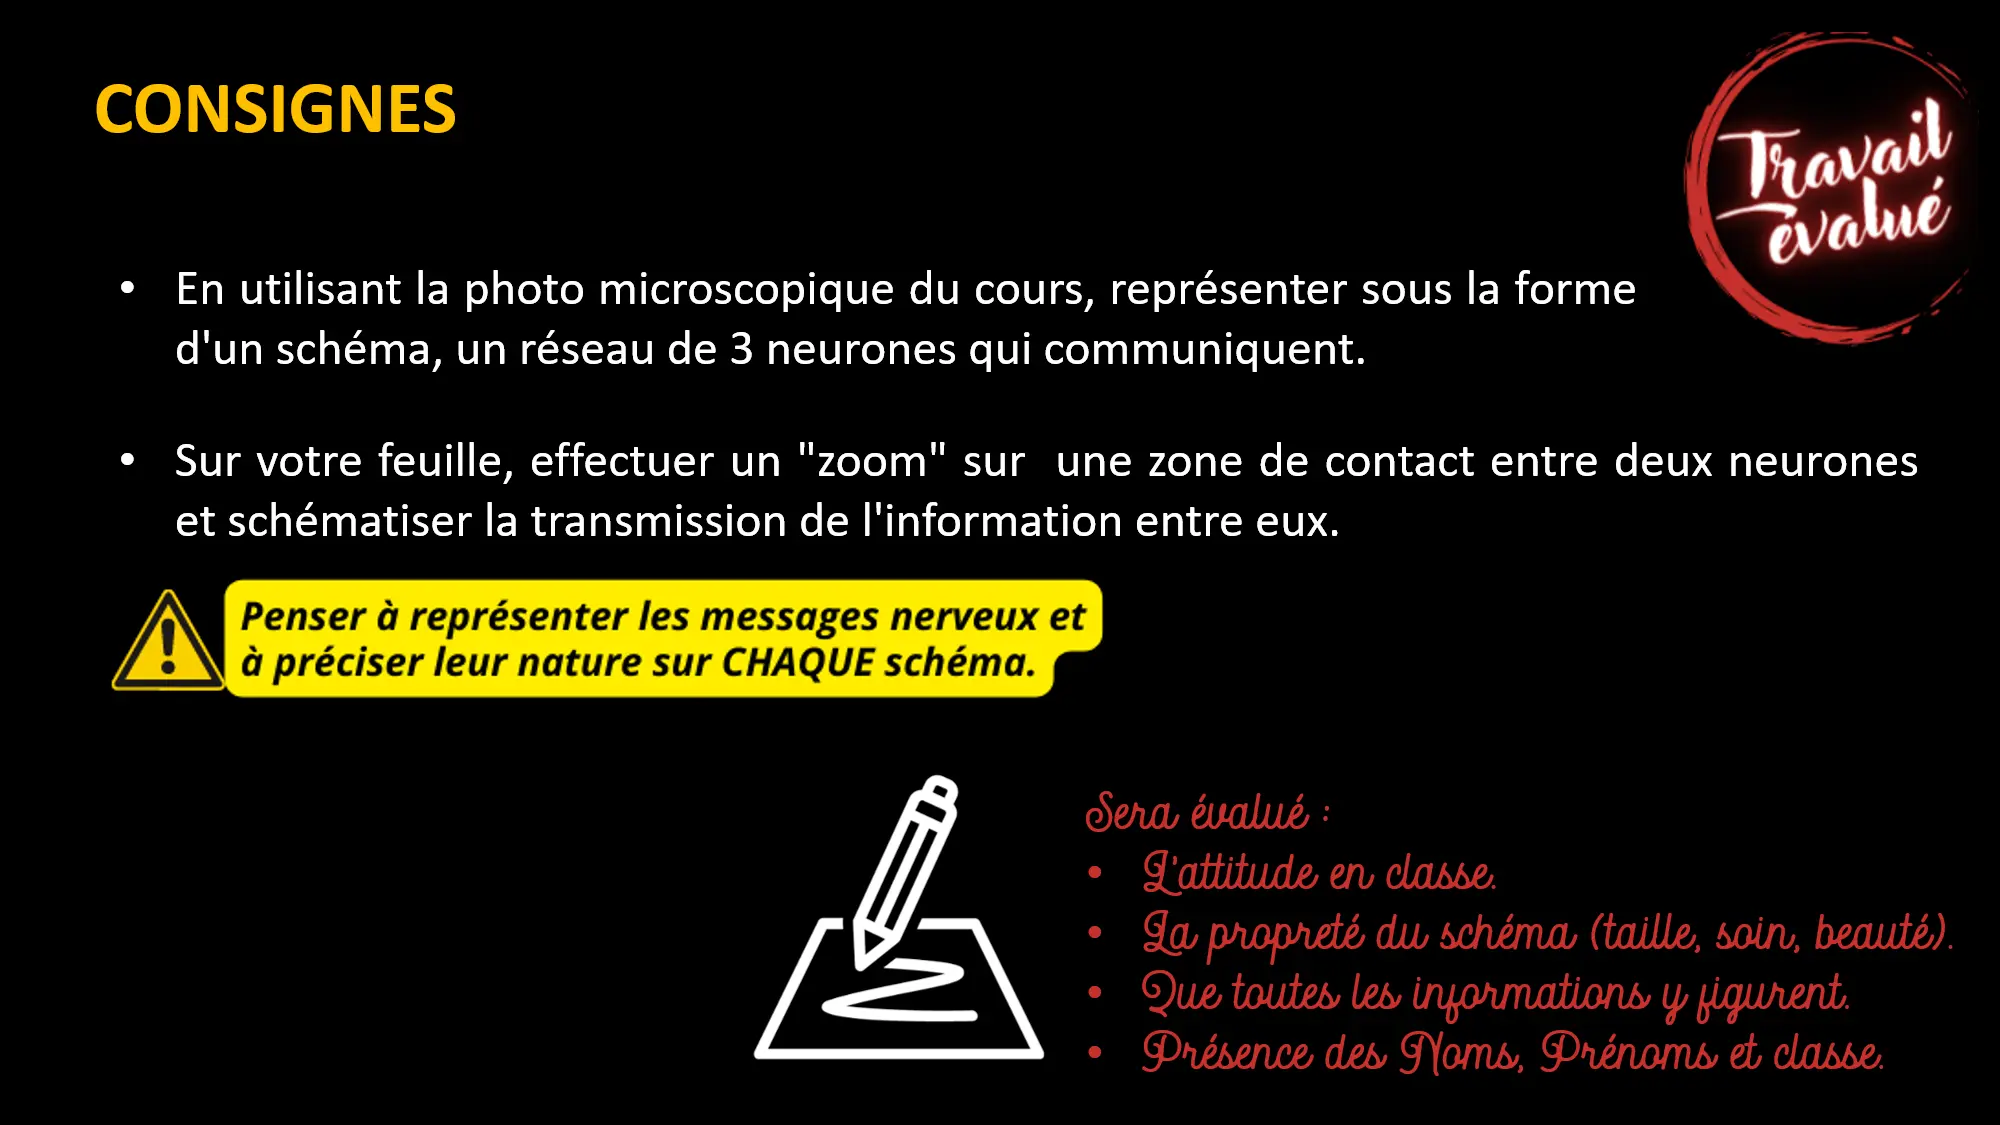 CONSIGNES
Travail
évalué
• En utilisant la photo microscopique du cours, représenter sous la forme
d'un schéma, un réseau de 3 neurones qui communiquent.
• Sur votre feuille, effectuer un "zoom" sur une zone de contact entre deux neurones
et schématiser la transmission de l'information entre eux.
Penser à représenter les messages nerveux et
à préciser leur nature sur CHAQUE schéma.
Sera évalué :
• L'attitude en classe.
• La propreté du schéma (taille, soin, beauté).
• Que toutes les informations y figurent.
• Présence des Noms, Prénoms et classe.